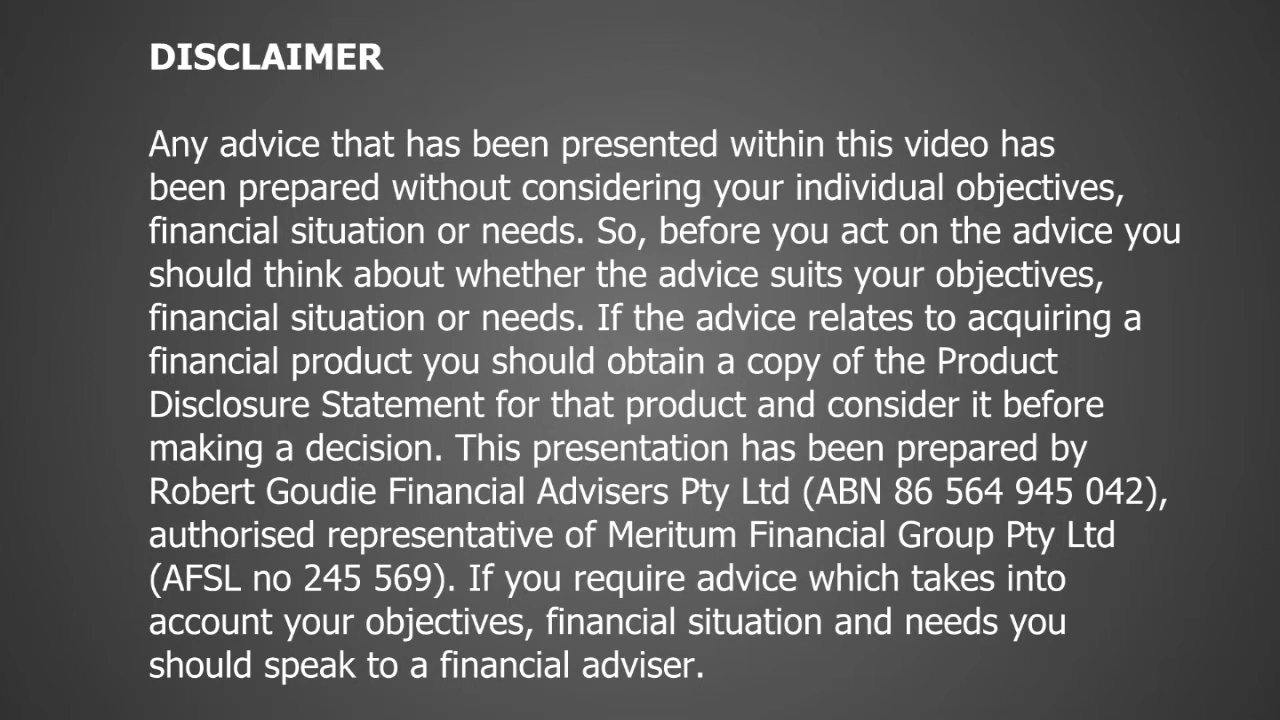 DISCLAIMER
Any advice that has been presented within this video has
been prepared without considering your individual objectives,
financial situation or needs. So, before you act on the advice you
should think about whether the advice suits your objectives,
financial situation or needs. If the advice relates to acquiring a
financial product you should obtain a copy of the Product
Disclosure Statement for that product and consider it before
making a decision. This presentation has been prepared by
Robert Goudie Financial Advisers Pty Ltd (ABN 86 564 945 042),
authorised representative of Meritum Financial Group Pty Ltd
(AFSL no 245 569). If you require advice which takes into
account your objectives, financial situation and needs you
should speak to a financial adviser.